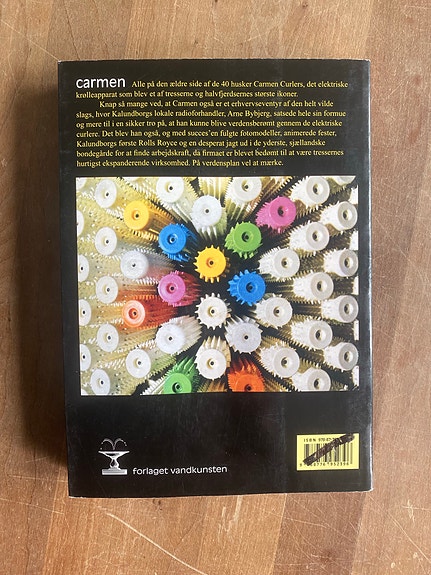 carmen Alle på den ældre side af de 40 husker Carmen Curlers, det elektriske
krølleapparat som blev et af tresserne og halvfjerdsernes største ikoner.
Knap så mange ved, at Carmen også er et erhvervseventyr af den helt vilde
slags, hvor Kalundborgs lokale radioforhandler, Arne Bybjerg, satsede hele sin formue
og mere til i en sikker tro på, at han kunne blive verdensberømt gennem de elektriske
curlere. Det blev han også, og med succes'en fulgte fotomodeller, animerede fester,
Kalundborgs første Rolls Royce og en desperat jagt ud i de yderste, sjællandske
bondegårde for at finde arbejdskraft, da firmaet er blevet bedømt til at være tressernes
hurtigst ekspanderende virksomhed. På verdensplan vel at mærke.
forlaget vandkunsten
ISBN